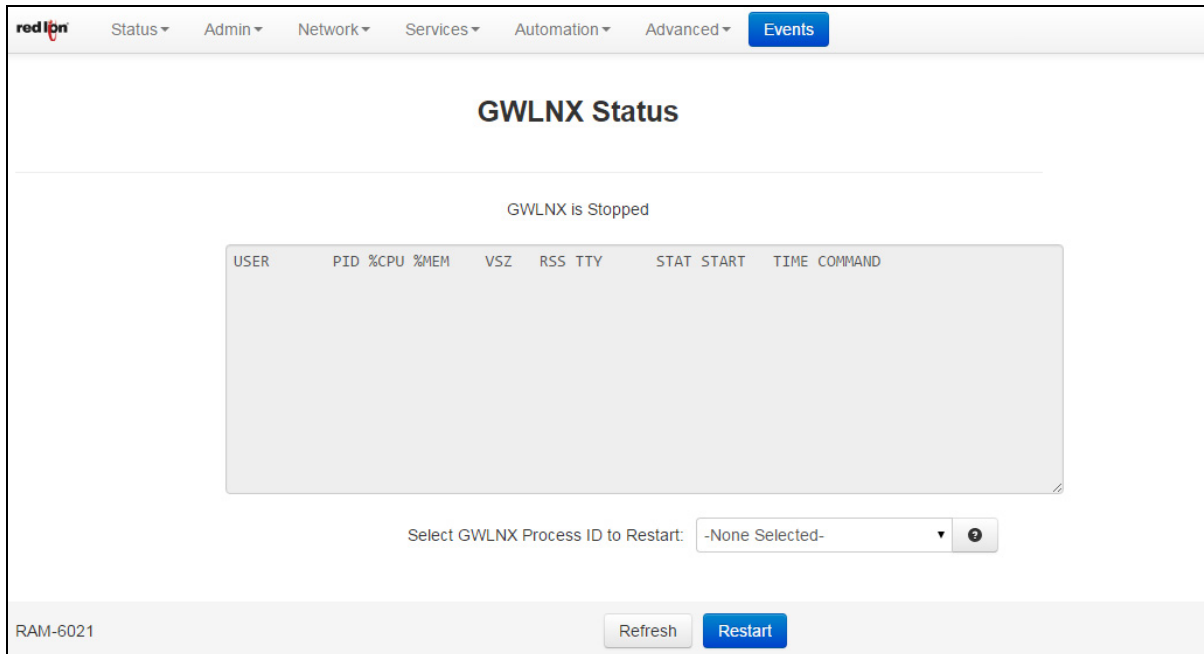 red lion Status Admin Network Services Automation Advanced Events
GWLNX Status
GWLNX is Stopped
USER PID %CPU %MEM VSZ RSS TTY STAT START TIME COMMAND
Select GWLNX Process ID to Restart: -None Selected- ?
RAM-6021 Refresh Restart